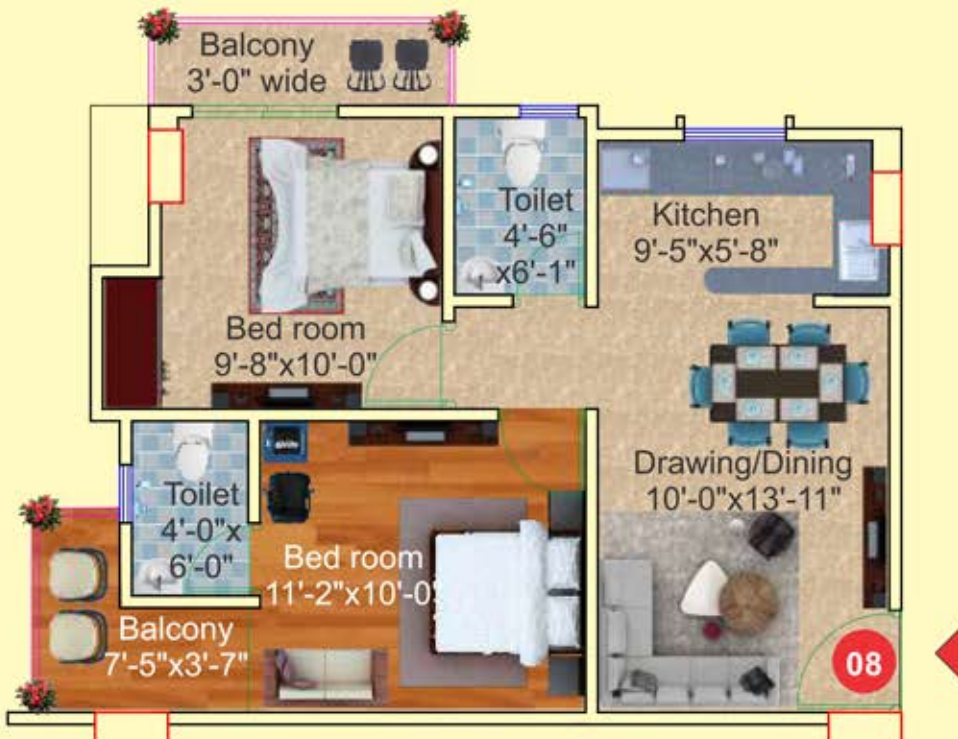 Balcony
3'-0" wide
Toilet
4'-6"
x6'-1"
Kitchen
9'-5"x5'-8"
Bed room
9'-8"x10'-0"
Drawing/Dining
10'-0"x13'-11"
Toilet
4'-0"x
6'-0"
Bed room
11'-2"x10'-0"
Balcony
7'-5"x3'-7"
08